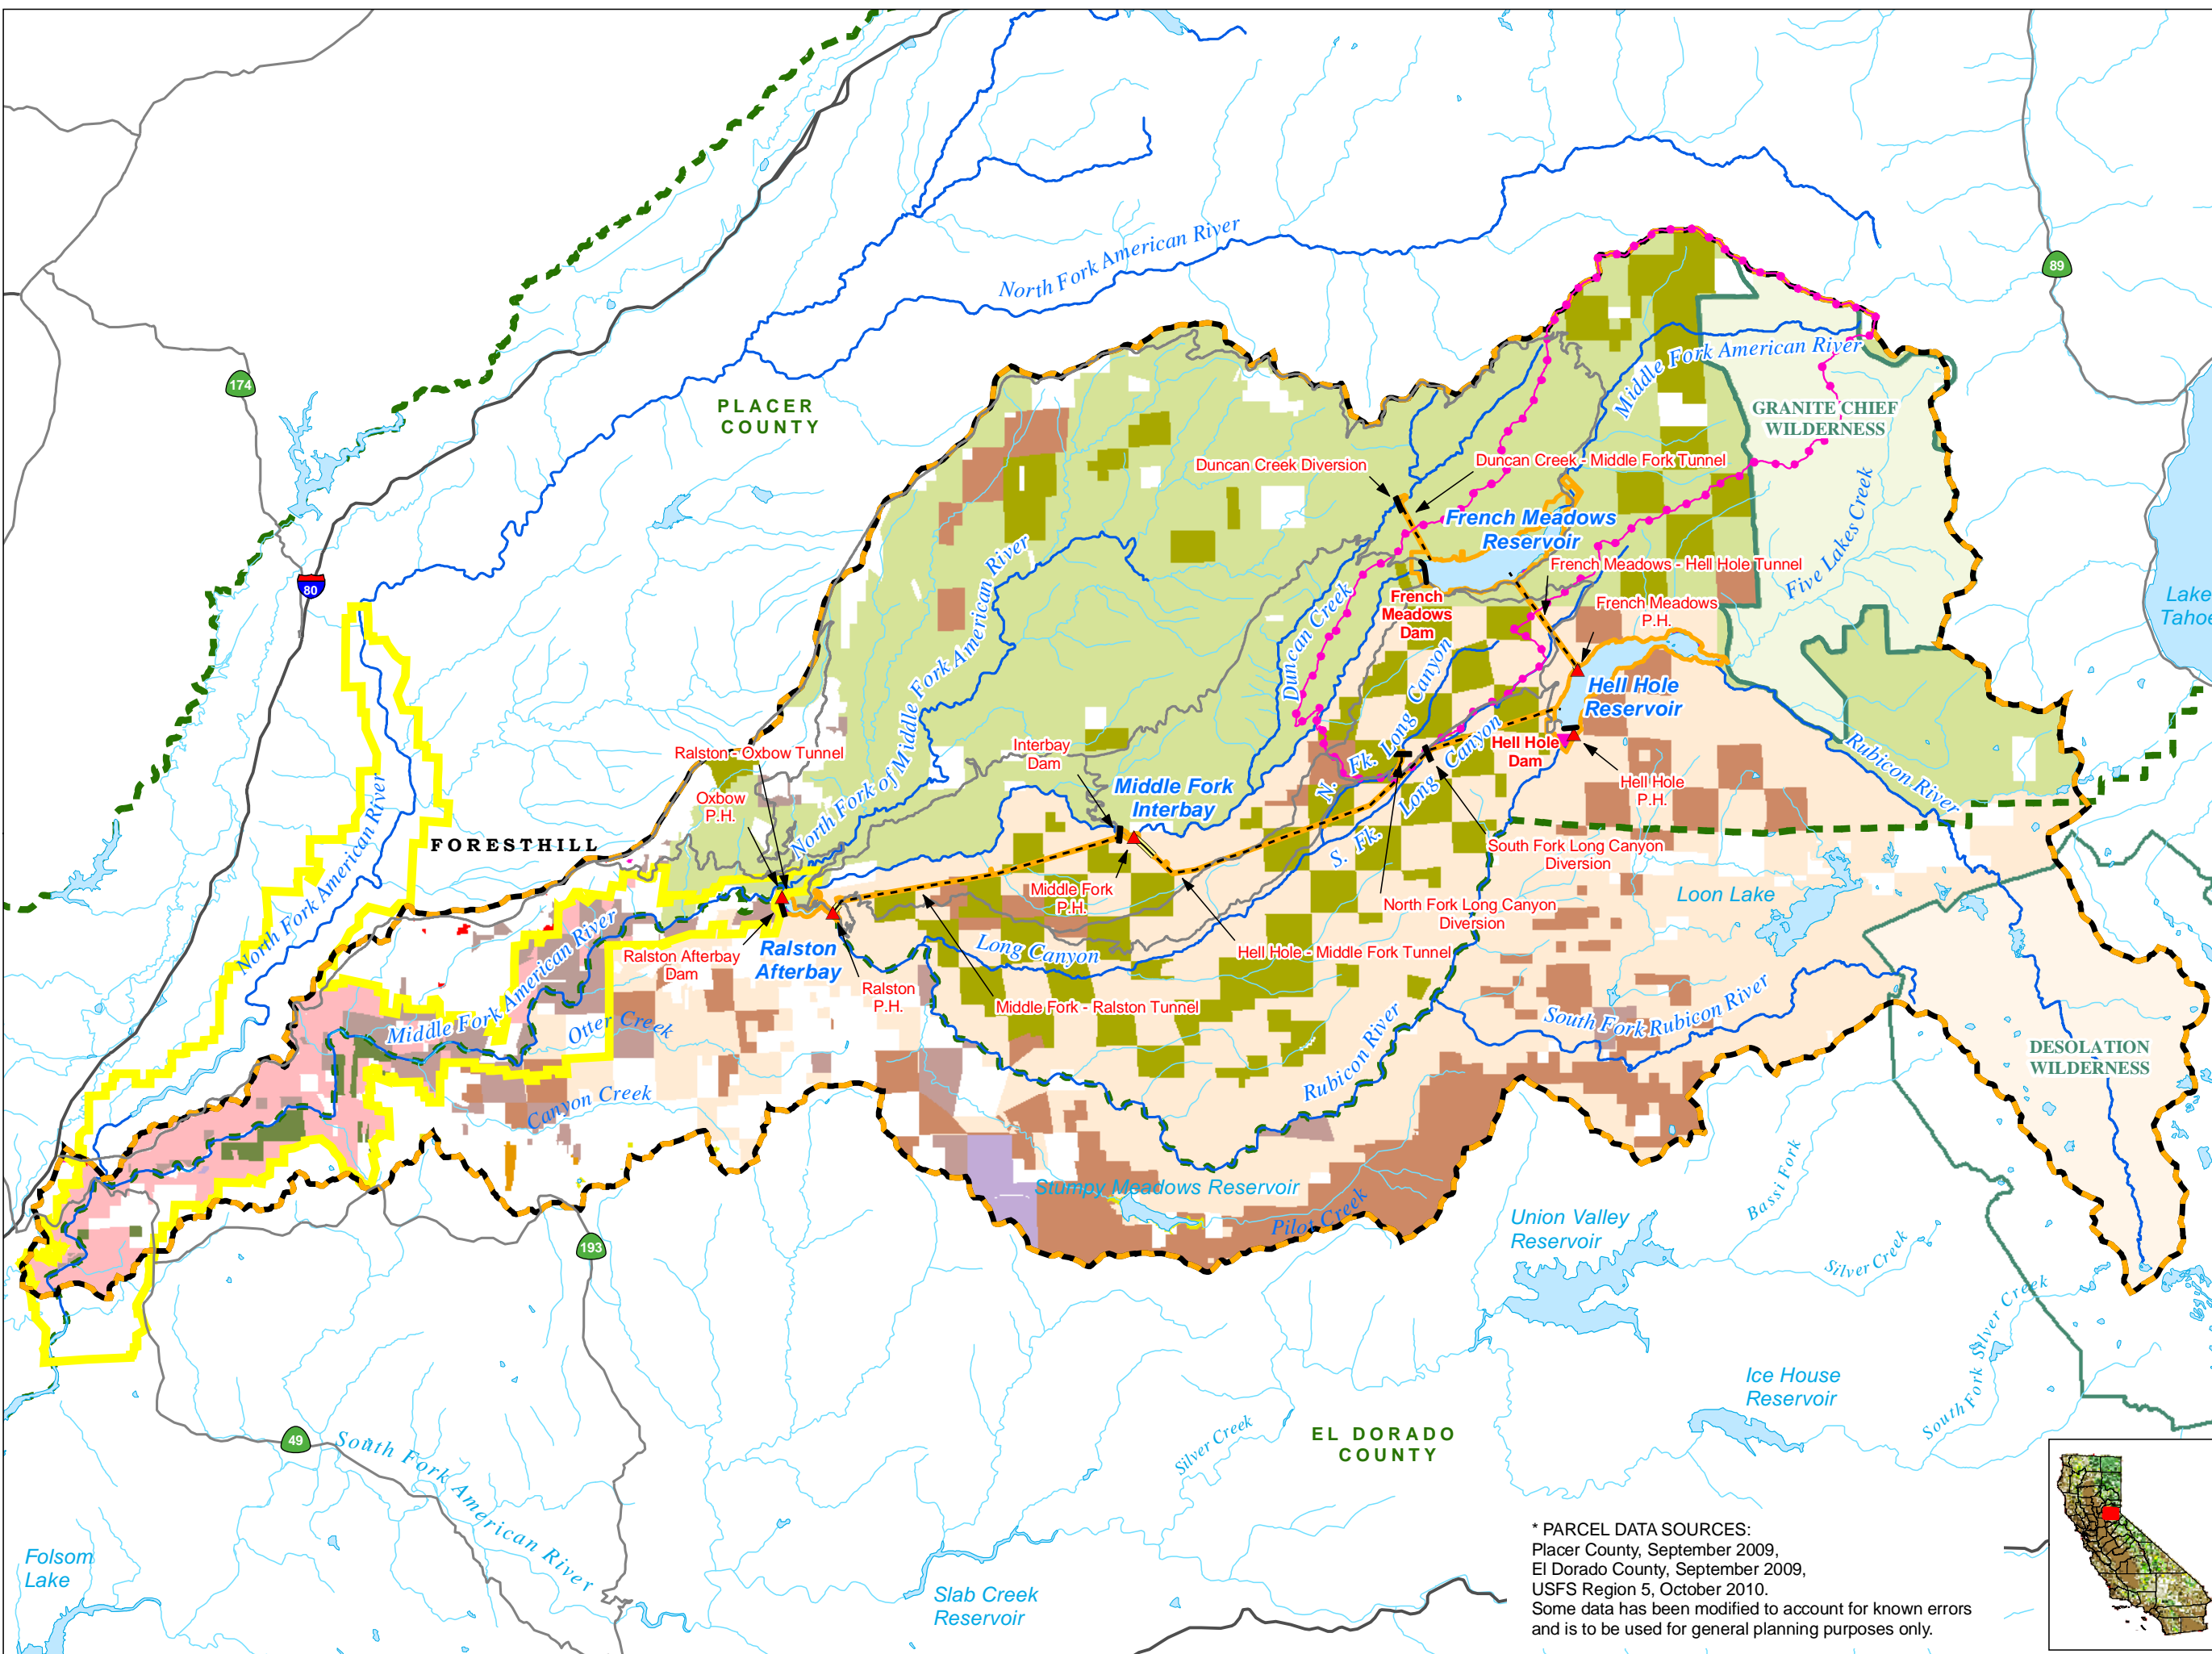 North Fork American River
89
Middle Fork American River
174
PLACER
COUNTY
GRANITE CHIEF
WILDERNESS
Duncan Creek Diversion
Duncan Creek - Middle Fork Tunnel
French Meadows
Reservoir
Five Lakes Creek
French Meadows - Hell Hole Tunnel
80
North Fork of Middle Fork American River
Duncan Creek
French
Meadows
Dam
French Meadows
P.H.
Lake
Tahoe
Hell Hole
Reservoir
N. Fk. Long Canyon
Ralston - Oxbow Tunnel
Interbay
Dam
Hell Hole
Dam
Rubicon River
Middle Fork
Interbay
Hell Hole
P.H.
Oxbow
P.H.
S. Fk. Long Canyon
North Fork American River
FORESTHILL
South Fork Long Canyon
Diversion
Middle Fork
P.H.
Loon Lake
North Fork Long Canyon
Diversion
Ralston Afterbay
Dam
Ralston
Afterbay
Long Canyon
Hell Hole - Middle Fork Tunnel
Ralston
P.H.
Middle Fork - Ralston Tunnel
Middle Fork American River
Otter Creek
South Fork Rubicon River
Rubicon River
DESOLATION
WILDERNESS
Canyon Creek
Stumpy Meadows Reservoir
Pilot Creek
Bassi Fork
Union Valley
Reservoir
193
Silver Creek
South Fork Silver Creek
Ice House
Reservoir
49
South Fork American River
Silver Creek
EL DORADO
COUNTY
Folsom
Lake
Slab Creek
Reservoir
* PARCEL DATA SOURCES:
Placer County, September 2009,
El Dorado County, September 2009,
USFS Region 5, October 2010.
Some data has been modified to account for known errors
and is to be used for general planning purposes only.